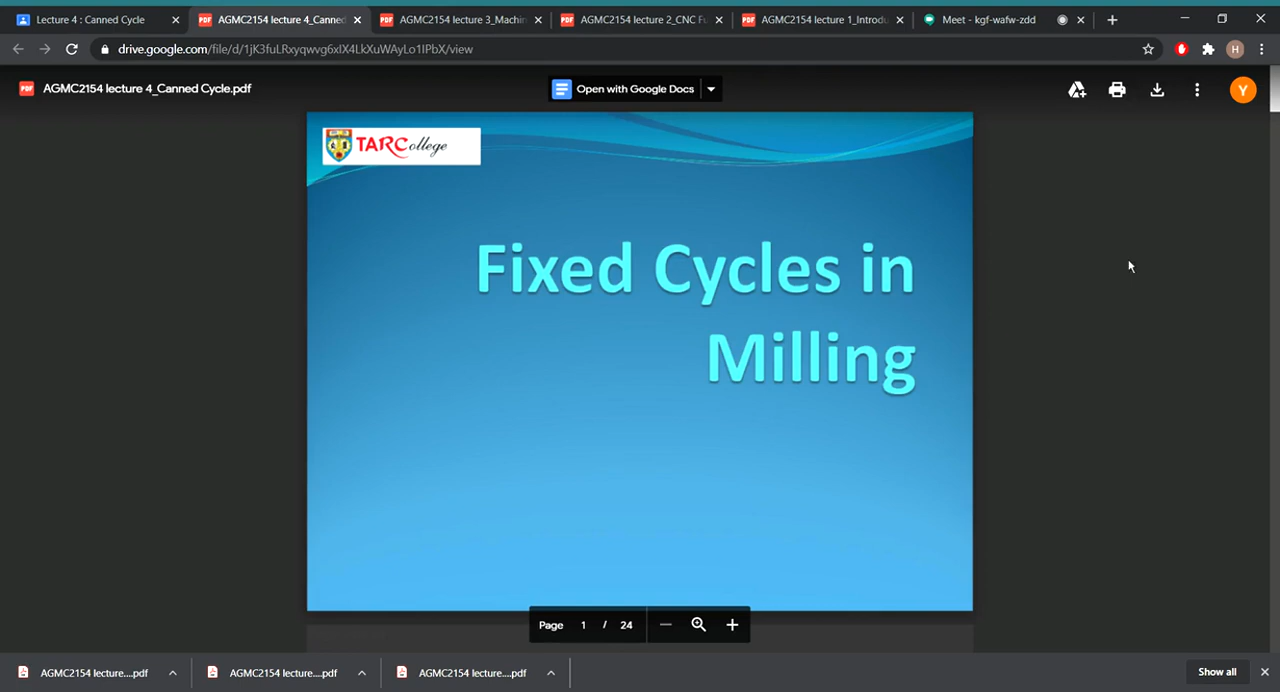 Lecture 4 : Canned Cycle
AGMC2154 lecture 4_Canned
AGMC2154 lecture 3_Machin
AGMC2154 lecture 2_CNC F
AGMC2154 lecture 1_Introdu
Meet - kgf-wafw-zdd
drive.google.com/file/d/1jK3fuLRxyqwvg6xIX4LkXuWAyLo1IPbX/view
H
PDF
AGMC2154 lecture 4_Canned Cycle.pdf
Open with Google Docs
Y
TARCollege
Fixed Cycles in
Milling
Page 1 / 24
AGMC2154 lecture....pdf
AGMC2154 lecture....pdf
AGMC2154 lecture....pdf
Show all